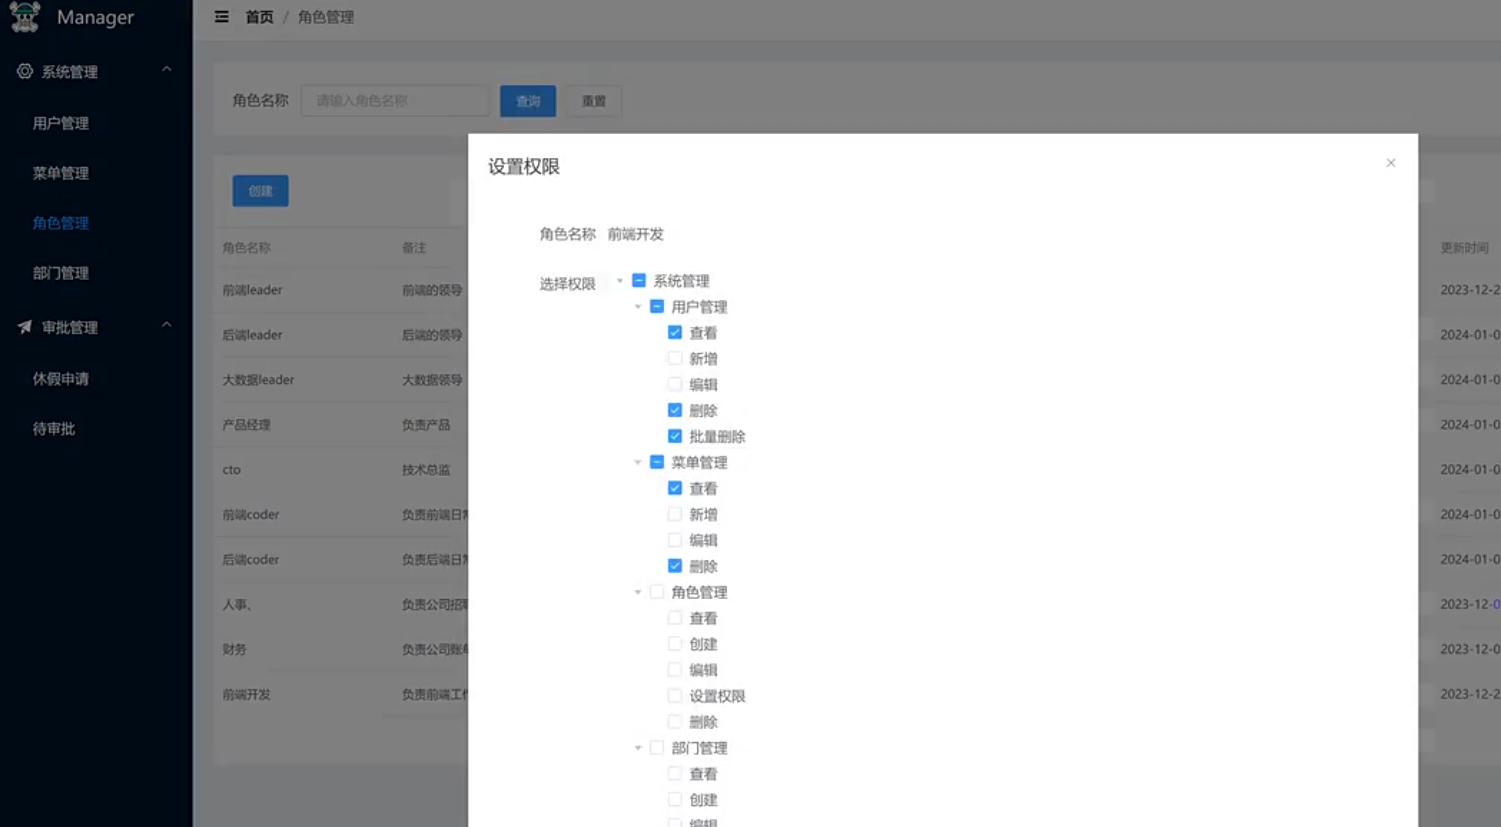 Manager
首页 / 角色管理
系统管理
用户管理
菜单管理
角色管理
部门管理
审批管理
休假申请
待审批
角色名称 请输入角色名称 查询 重置
创建
角色名称 备注 更新时间
前端leader 前端的领导 2023-12-2
后端leader 后端的领导 2024-01-0
大数据leader 大数据领导 2024-01-0
产品经理 负责产品 2024-01-0
cto 技术总监 2024-01-0
前端coder 负责前端日常 2024-01-0
后端coder 负责后端日常 2024-01-0
人事、 负责公司招聘 2023-12-0
财务 负责公司账 2023-12-0
前端开发 负责前端工作 2023-12-2
设置权限
角色名称 前端开发
选择权限
系统管理
用户管理
查看
新增
编辑
删除
批量删除
菜单管理
查看
新增
编辑
删除
角色管理
查看
创建
编辑
设置权限
删除
部门管理
查看
创建
编辑